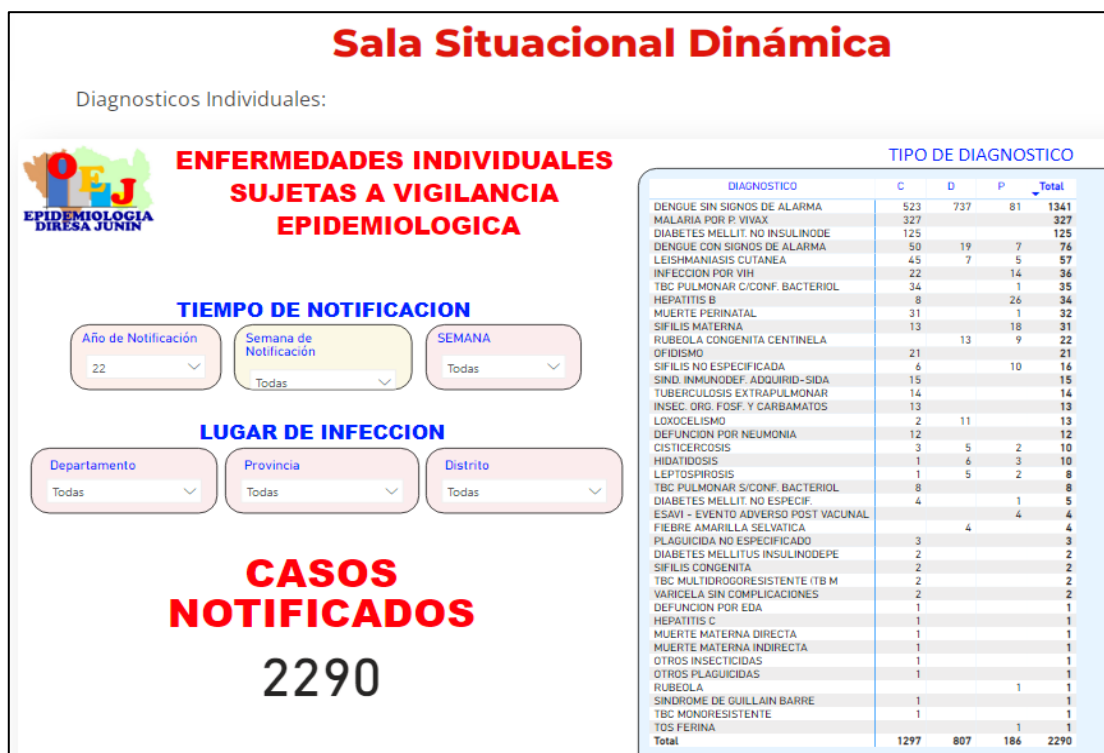 Sala Situacional Dinámica
Diagnosticos Individuales:
OEJ
EPIDEMIOLOGIA
DIRESA JUNIN
ENFERMEDADES INDIVIDUALES
SUJETAS A VIGILANCIA
EPIDEMIOLOGICA
TIEMPO DE NOTIFICACION
Año de Notificación
22
Semana de
Notificación
Todas
SEMANA
Todas
LUGAR DE INFECCION
Departamento
Todas
Provincia
Todas
Distrito
Todas
CASOS
NOTIFICADOS
2290
TIPO DE DIAGNOSTICO
DIAGNOSTICO C D P Total
DENGUE SIN SIGNOS DE ALARMA 523 737 81 1341
MALARIA POR P. VIVAX 327 327
DIABETES MELLIT. NO INSULINODE 125 125
DENGUE CON SIGNOS DE ALARMA 50 19 7 76
LEISHMANIASIS CUTANEA 45 7 5 57
INFECCION POR VIH 22 14 36
TBC PULMONAR C/CONF. BACTERIOL 34 1 35
HEPATITIS B 8 26 34
MUERTE PERINATAL 31 1 32
SIFILIS MATERNA 13 18 31
RUBEOLA CONGENITA CENTINELA 13 9 22
OFIDISMO 21 21
SIFILIS NO ESPECIFICADA 6 10 16
SIND. INMUNODEF. ADQUIRID-SIDA 15 15
TUBERCULOSIS EXTRAPULMONAR 14 14
INSEC. ORG. FOSF. Y CARBAMATOS 13 13
LOXOCELISMO 2 11 13
DEFUNCION POR NEUMONIA 12 12
CISTICERCOSIS 3 5 2 10
HIDATIDOSIS 1 6 3 10
LEPTOSPIROSIS 1 5 2 8
TBC PULMONAR S/CONF. BACTERIOL 8 8
DIABETES MELLIT. NO ESPECIF. 4 1 5
ESAVI - EVENTO ADVERSO POST VACUNAL 4 4
FIEBRE AMARILLA SELVATICA 4 4
PLAGUICIDA NO ESPECIFICADO 3 3
DIABETES MELLITUS INSULINODEPE 2 2
SIFILIS CONGENITA 2 2
TBC MULTIDROGORESISTENTE (TB M 2 2
VARICELA SIN COMPLICACIONES 2 2
DEFUNCION POR EDA 1 1
HEPATITIS C 1 1
MUERTE MATERNA DIRECTA 1 1
MUERTE MATERNA INDIRECTA 1 1
OTROS INSECTICIDAS 1 1
OTROS PLAGUICIDAS 1 1
RUBEOLA 1 1
SINDROME DE GUILLAIN BARRE 1 1
TBC MONORESISTENTE 1 1
TOS FERINA 1 1
Total 1297 807 186 2290